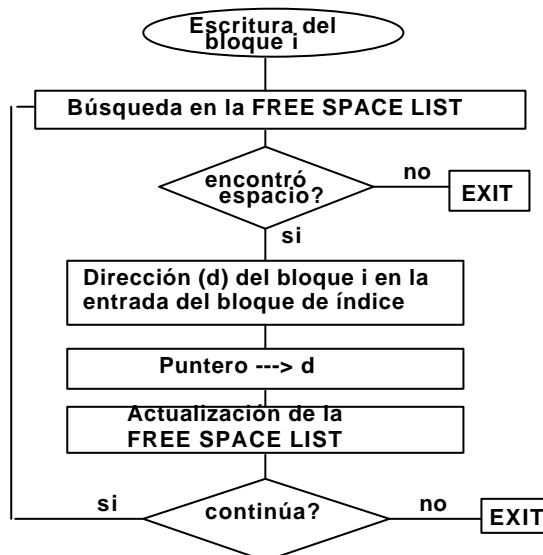 Escritura del
bloque i
Búsqueda en la FREE SPACE LIST
encontró
espacio?
no
EXIT
si
Dirección (d) del bloque i en la
entrada del bloque de índice
Puntero ---> d
Actualización de la
FREE SPACE LIST
si
continúa?
no
EXIT